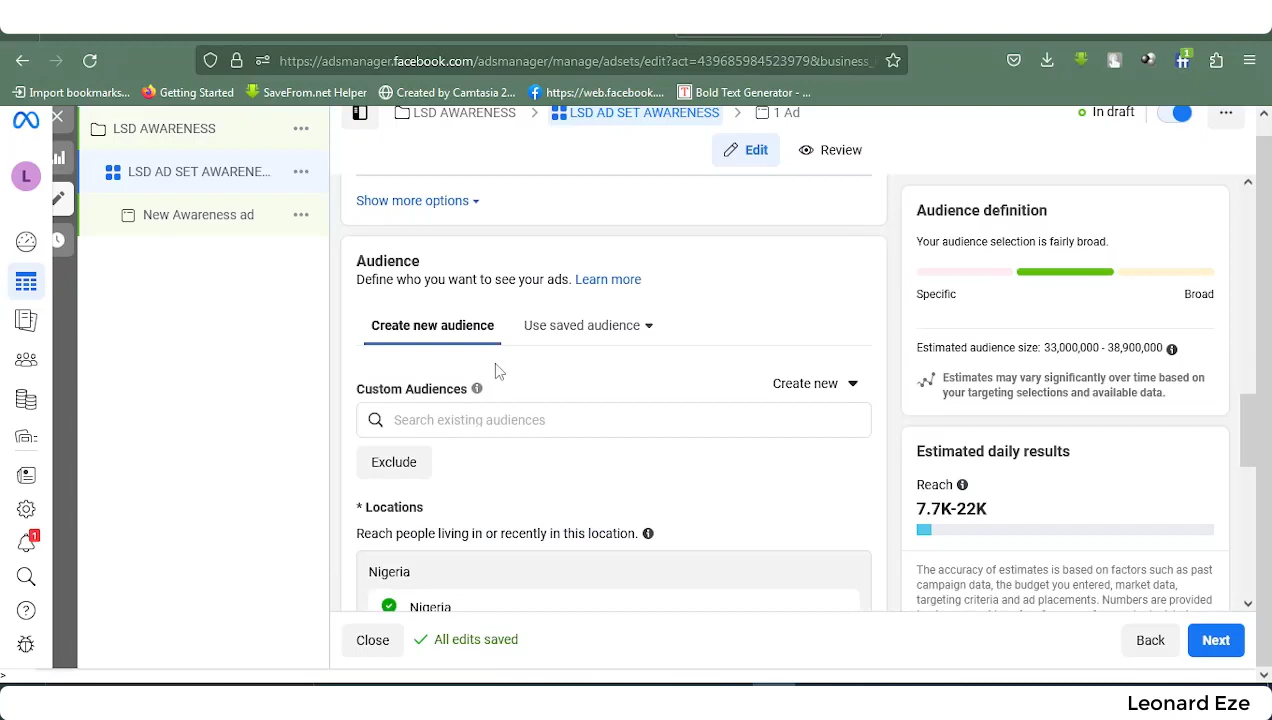 https://adsmanager.facebook.com/adsmanager/manage/adsets/edit?act=439685984523979&business_
1
Import bookmarks...
Getting Started
SaveFrom.net Helper
Created by Camtasia 2...
https://web.facebook....
Bold Text Generator - ...
LSD AWARENESS
LSD AD SET AWARENE...
New Awareness ad
L
1
LSD AWARENESS
LSD AD SET AWARENESS
1 Ad
In draft
Edit
Review
Show more options
Audience
Define who you want to see your ads. Learn more
Create new audience
Use saved audience
Custom Audiences
Create new
Search existing audiences
Exclude
* Locations
Reach people living in or recently in this location.
Nigeria
Nigeria
Audience definition
Your audience selection is fairly broad.
Specific
Broad
Estimated audience size: 33,000,000 - 38,900,000
Estimates may vary significantly over time based on
your targeting selections and available data.
Estimated daily results
Reach
7.7K-22K
The accuracy of estimates is based on factors such as past
campaign data, the budget you entered, market data,
targeting criteria and ad placements. Numbers are provided
Close
All edits saved
Back
Next
>
Leonard Eze